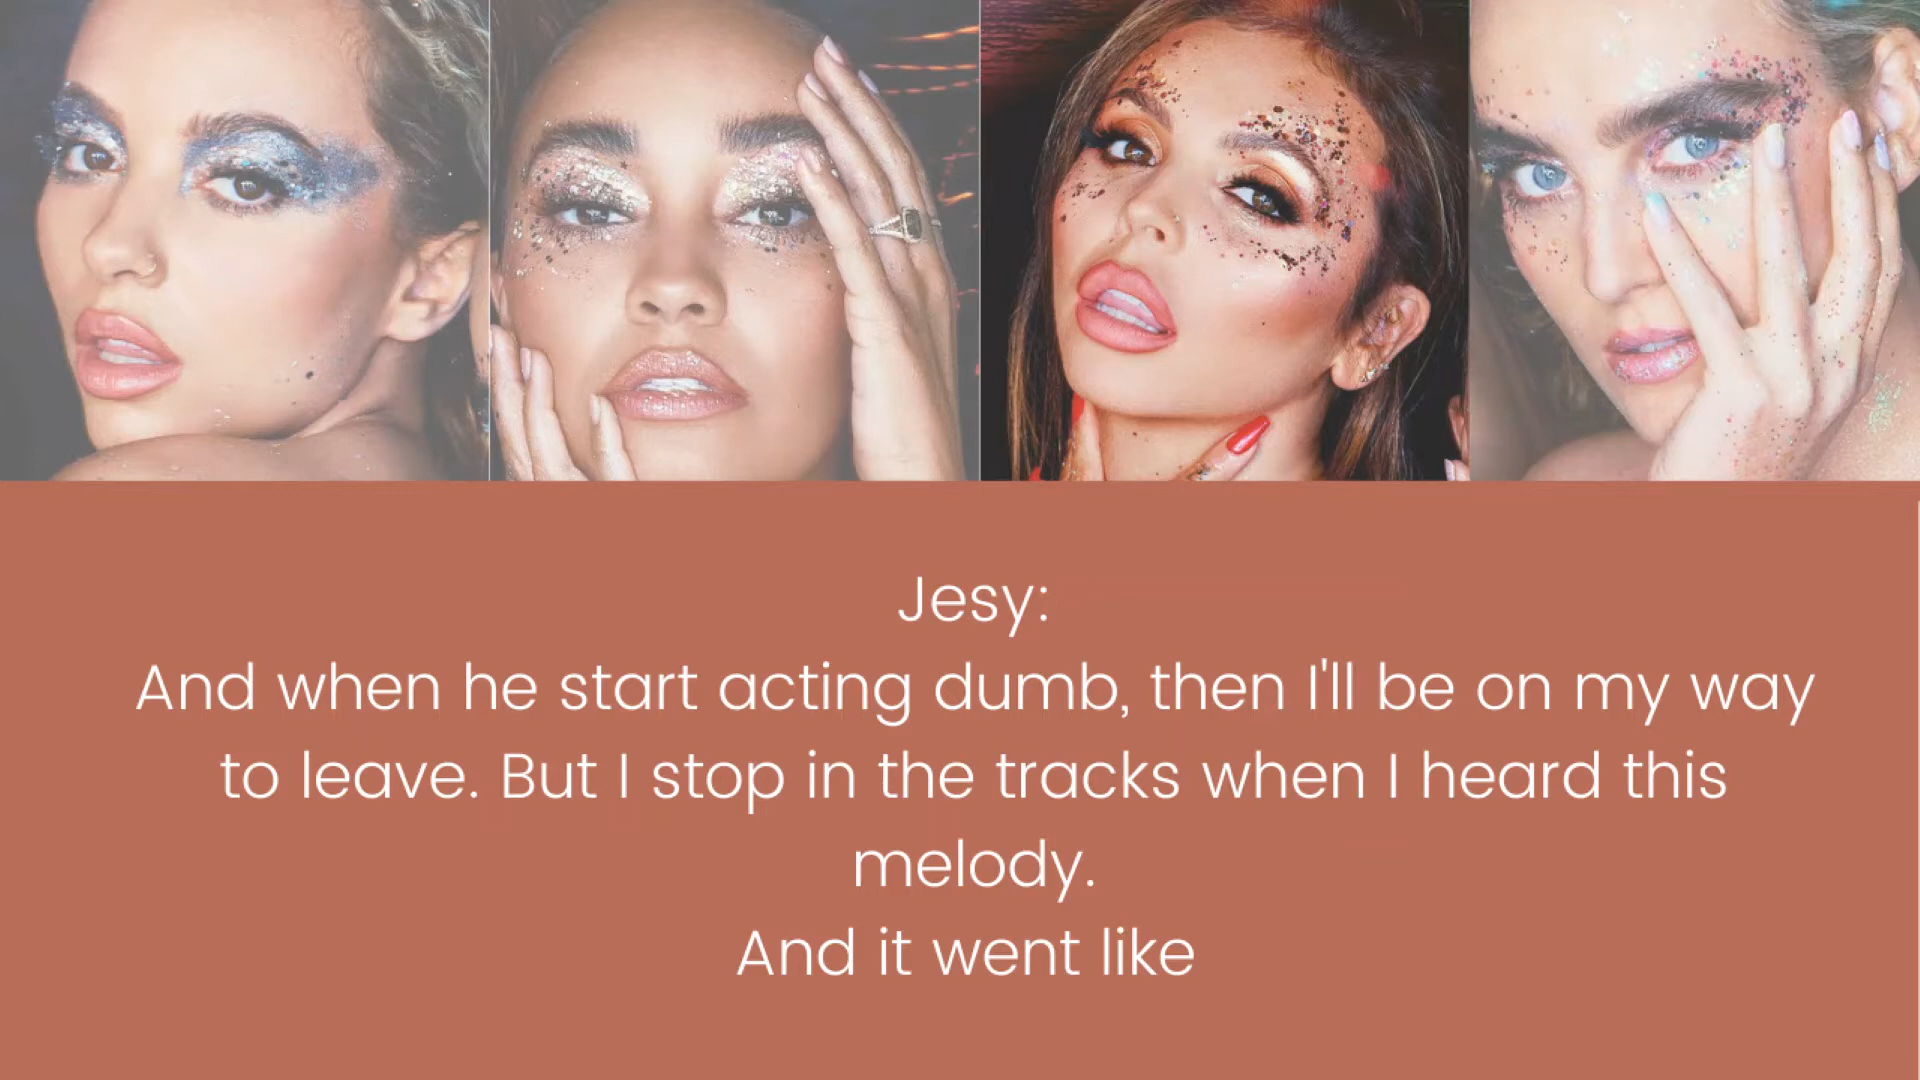 Jesy:
And when he start acting dumb, then I'll be on my way
to leave. But I stop in the tracks when I heard this
melody.
And it went like